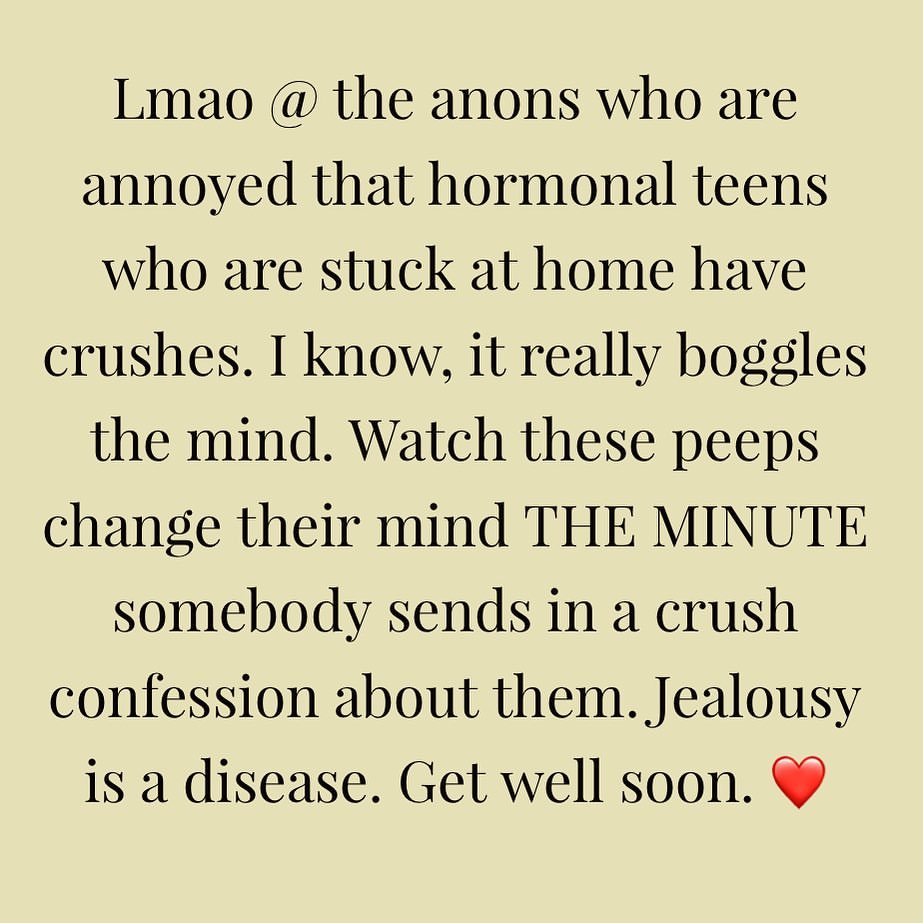 Lmao @ the anons who are
annoyed that hormonal teens
who are stuck at home have
crushes. I know, it really boggles
the mind. Watch these peeps
change their mind THE MINUTE
somebody sends in a crush
confession about them. Jealousy
is a disease. Get well soon. ❤️